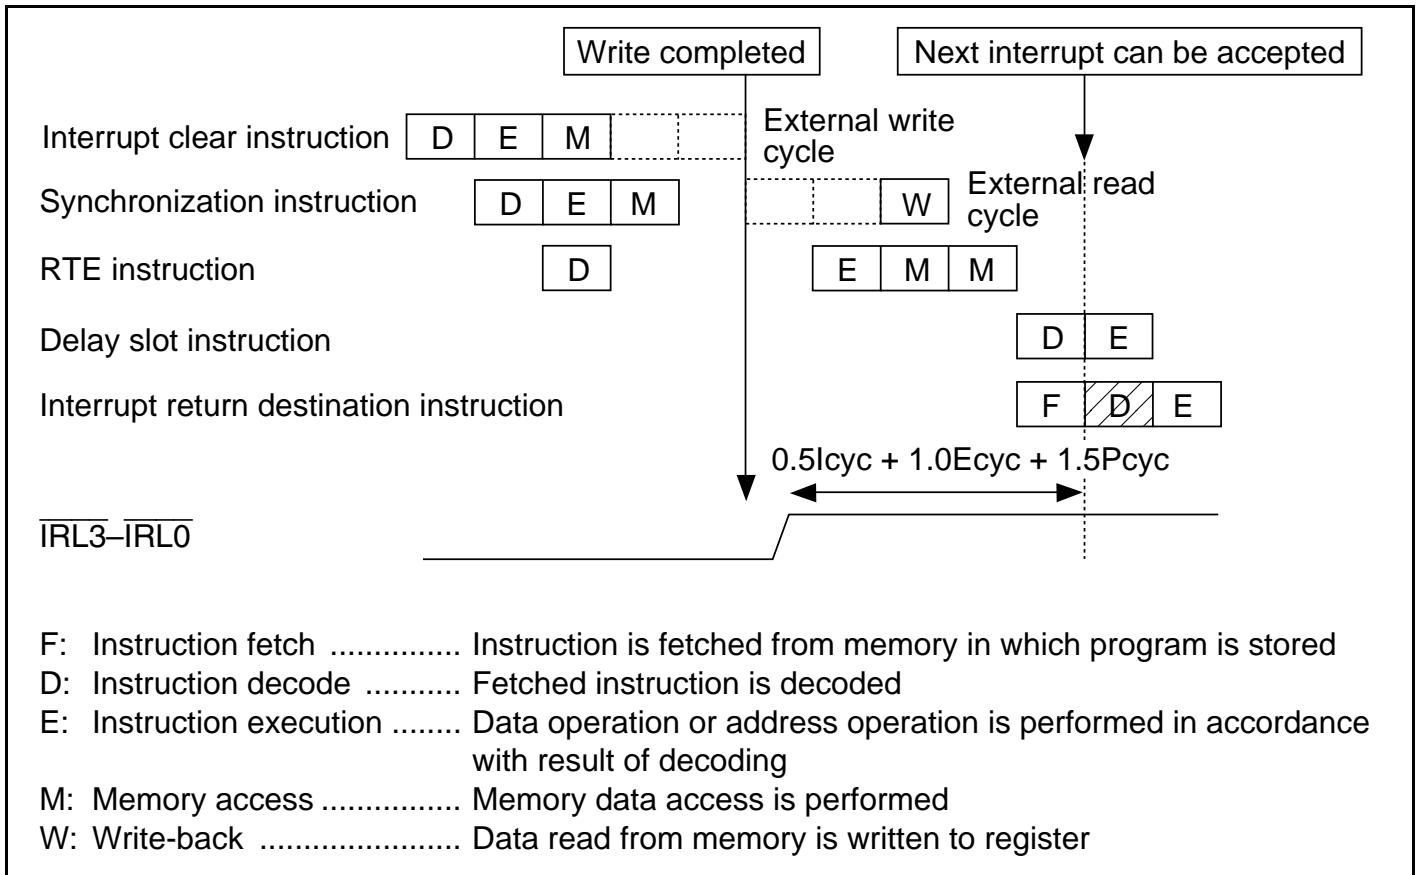 Write completed
Next interrupt can be accepted
Interrupt clear instruction D E M External write
cycle
Synchronization instruction D E M W External read
cycle
RTE instruction D E M M
Delay slot instruction D E
Interrupt return destination instruction F D E
0.5Icyc + 1.0Ecyc + 1.5Pcyc
IRL3–IRL0
F: Instruction fetch ............... Instruction is fetched from memory in which program is stored
D: Instruction decode ........... Fetched instruction is decoded
E: Instruction execution ........ Data operation or address operation is performed in accordance
with result of decoding
M: Memory access ................ Memory data access is performed
W: Write-back ....................... Data read from memory is written to register